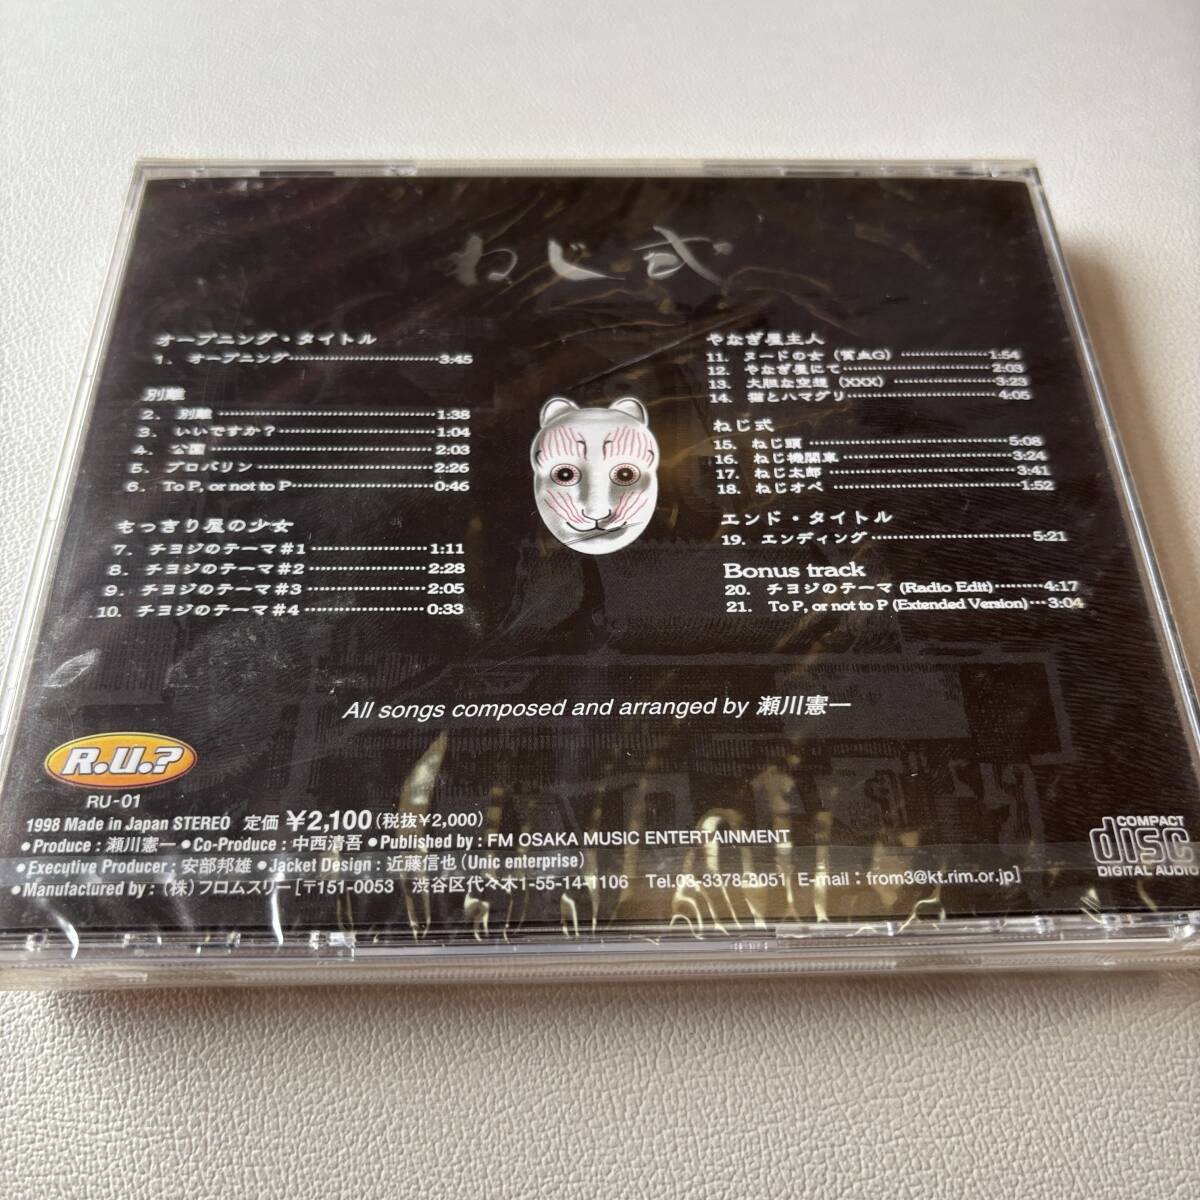 ねじ式
オープニング・タイトル
1. オープニング…………………3:45
別離
2. 別離…………………1:38
3. いいですか?…………………1:04
4. 公園…………………2:03
5. プロバリン…………………2:26
6. To P, or not to P…………………0:46
もっきり屋の少女
7. チヨジのテーマ#1…………………1:11
8. チヨジのテーマ#2…………………2:28
9. チヨジのテーマ#3…………………2:05
10. チヨジのテーマ#4…………………0:33
やなぎ屋主人
11. ヌードの女(貧血G)…………………1:54
12. やなぎ屋にて…………………2:03
13. 大胆な空想(XXX)…………………3:23
14. 猫とハマグリ…………………4:05
ねじ式
15. ねじ頭…………………5:08
16. ねじ機関車…………………3:24
17. ねじ太郎…………………3:41
18. ねじオペ…………………1:52
エンド・タイトル
19. エンディング…………………5:21
Bonus track
20. チヨジのテーマ (Radio Edit)………4:17
21. To P, or not to P (Extended Version)…3:04
All songs composed and arranged by 瀬川憲一
R.U.?
RU-01
1998 Made in Japan STEREO 定価 ¥2,100(税抜¥2,000)
●Produce : 瀬川憲一 ●Co-Produce : 中西清吾 ●Published by : FM OSAKA MUSIC ENTERTAINMENT
●Executive Producer : 安部邦雄 ●Jacket Design : 近藤信也(Unic enterprise)
●Manufactured by : (株)フロムスリー[〒151-0053 渋谷区代々木1-55-14-1106 Tel.03-3378-8051 E-mail : from3@kt.rim.or.jp]
COMPACT
disc
DIGITAL AUDIO